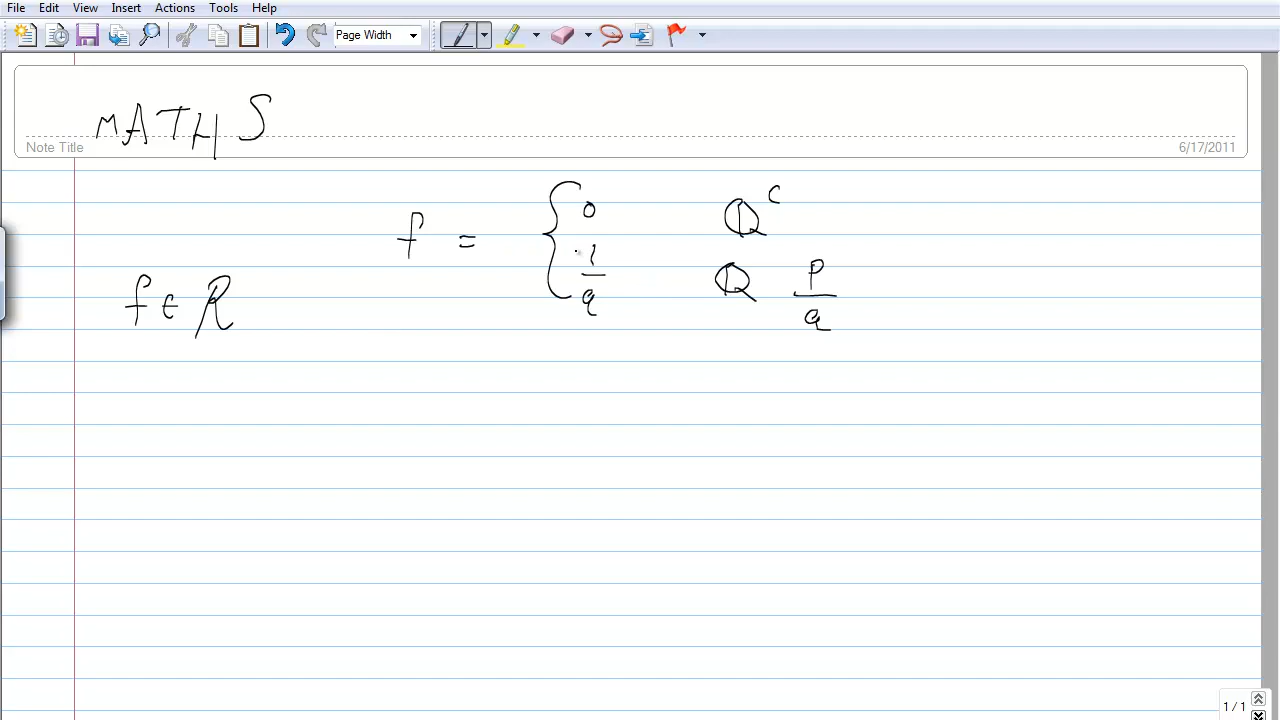 File Edit View Insert Actions Tools Help
Page Width
MATHS
Note Title 6/17/2011
f = { 0 ℚ^c
1/q ℚ p/q
f ∈ R
1 / 1